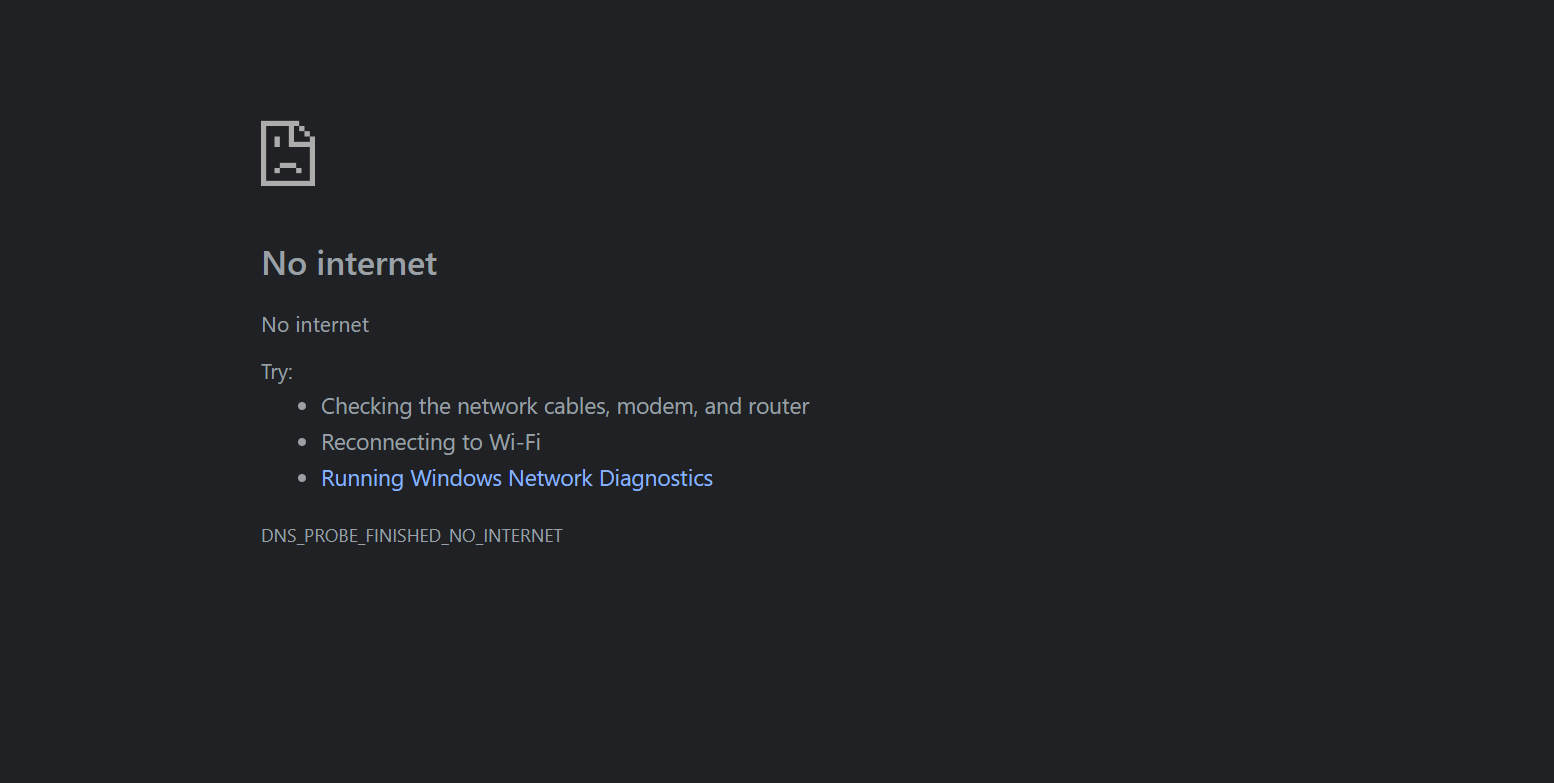 No internet
No internet
Try:
Checking the network cables, modem, and router
Reconnecting to Wi-Fi
Running Windows Network Diagnostics
DNS_PROBE_FINISHED_NO_INTERNET